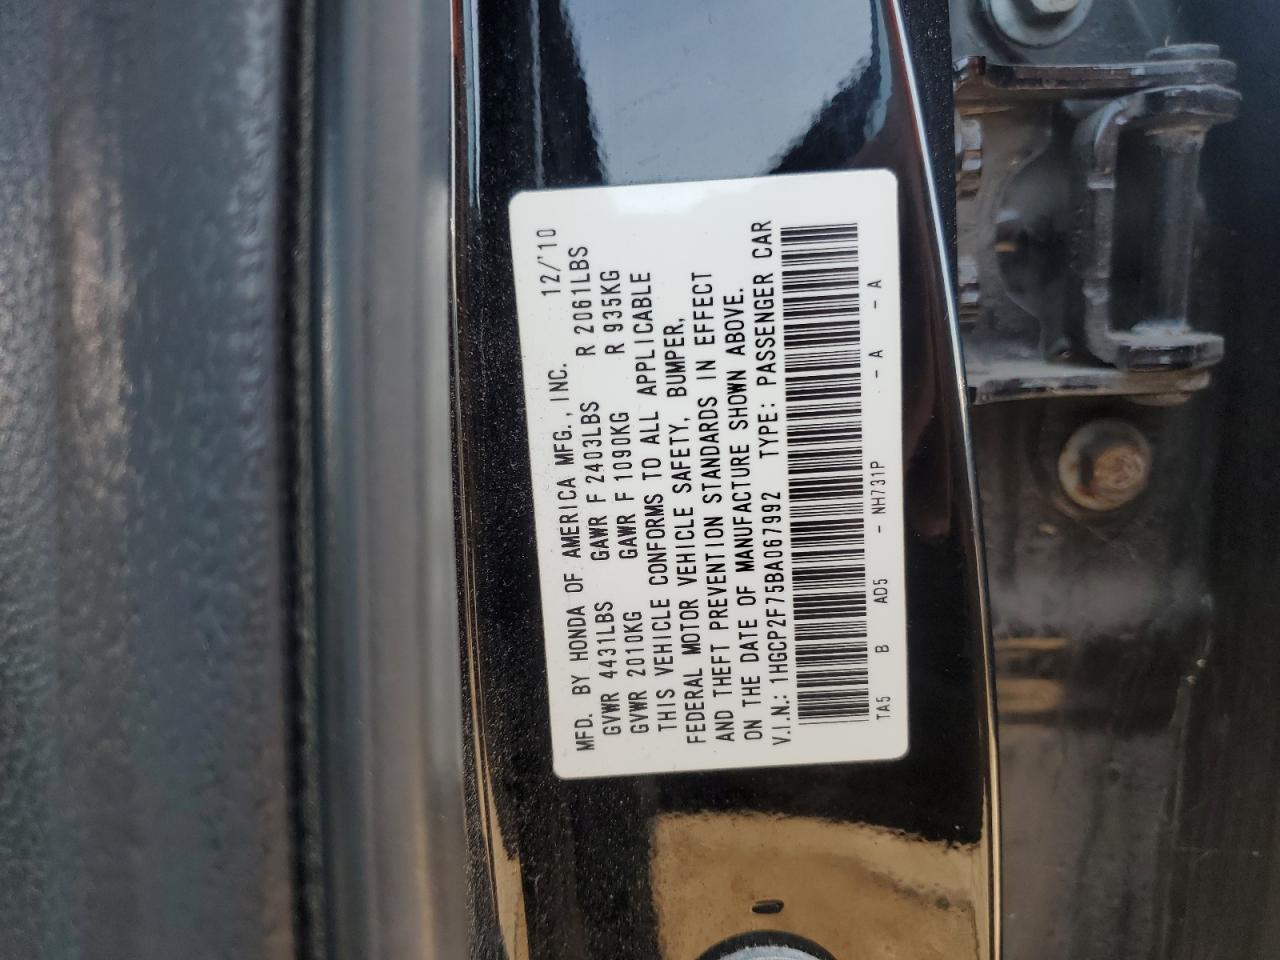 MFD. BY HONDA OF AMERICA MFG., INC. 12/'10
GVWR 4431LBS GAWR F 2403LBS R 2061LBS
GVWR 2010KG GAWR F 1090KG R 935KG
THIS VEHICLE CONFORMS TO ALL APPLICABLE
FEDERAL MOTOR VEHICLE SAFETY, BUMPER,
AND THEFT PREVENTION STANDARDS IN EFFECT
ON THE DATE OF MANUFACTURE SHOWN ABOVE.
V.I.N.: 1HGCP2F75BA067992 TYPE: PASSENGER CAR
TA5 B AD5 - NH731P - A - A